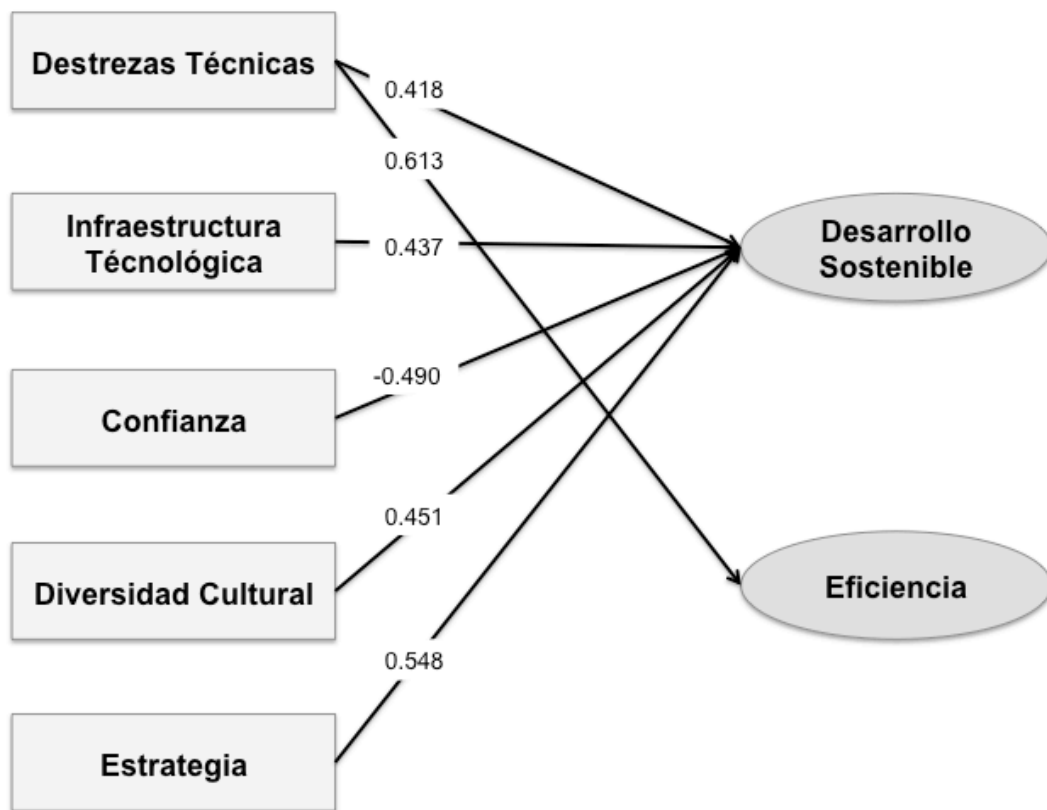 Destrezas Técnicas
0.418
0.613
Infraestructura
Técnológica
0.437
Desarrollo
Sostenible
Confianza
-0.490
Diversidad Cultural
0.451
Eficiencia
Estrategia
0.548